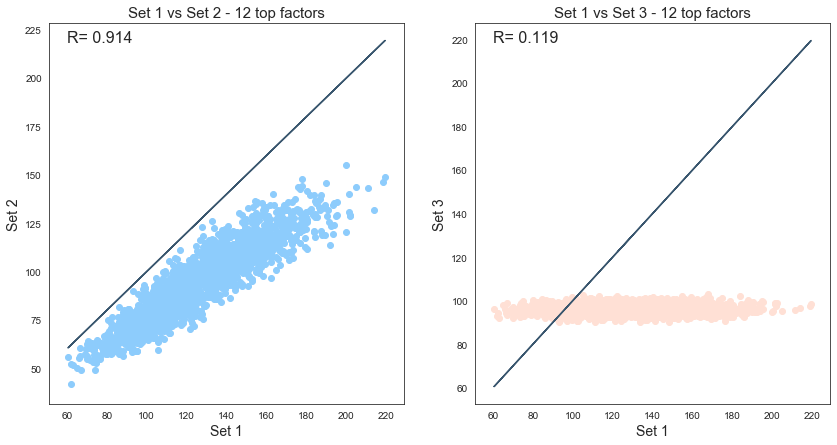 Set 1 vs Set 2 - 12 top factors
R= 0.914
225
200
175
150
125
100
75
50
Set 2
60 80 100 120 140 160 180 200 220
Set 1
Set 1 vs Set 3 - 12 top factors
R= 0.119
220
200
180
160
140
120
100
80
60
Set 3
60 80 100 120 140 160 180 200 220
Set 1